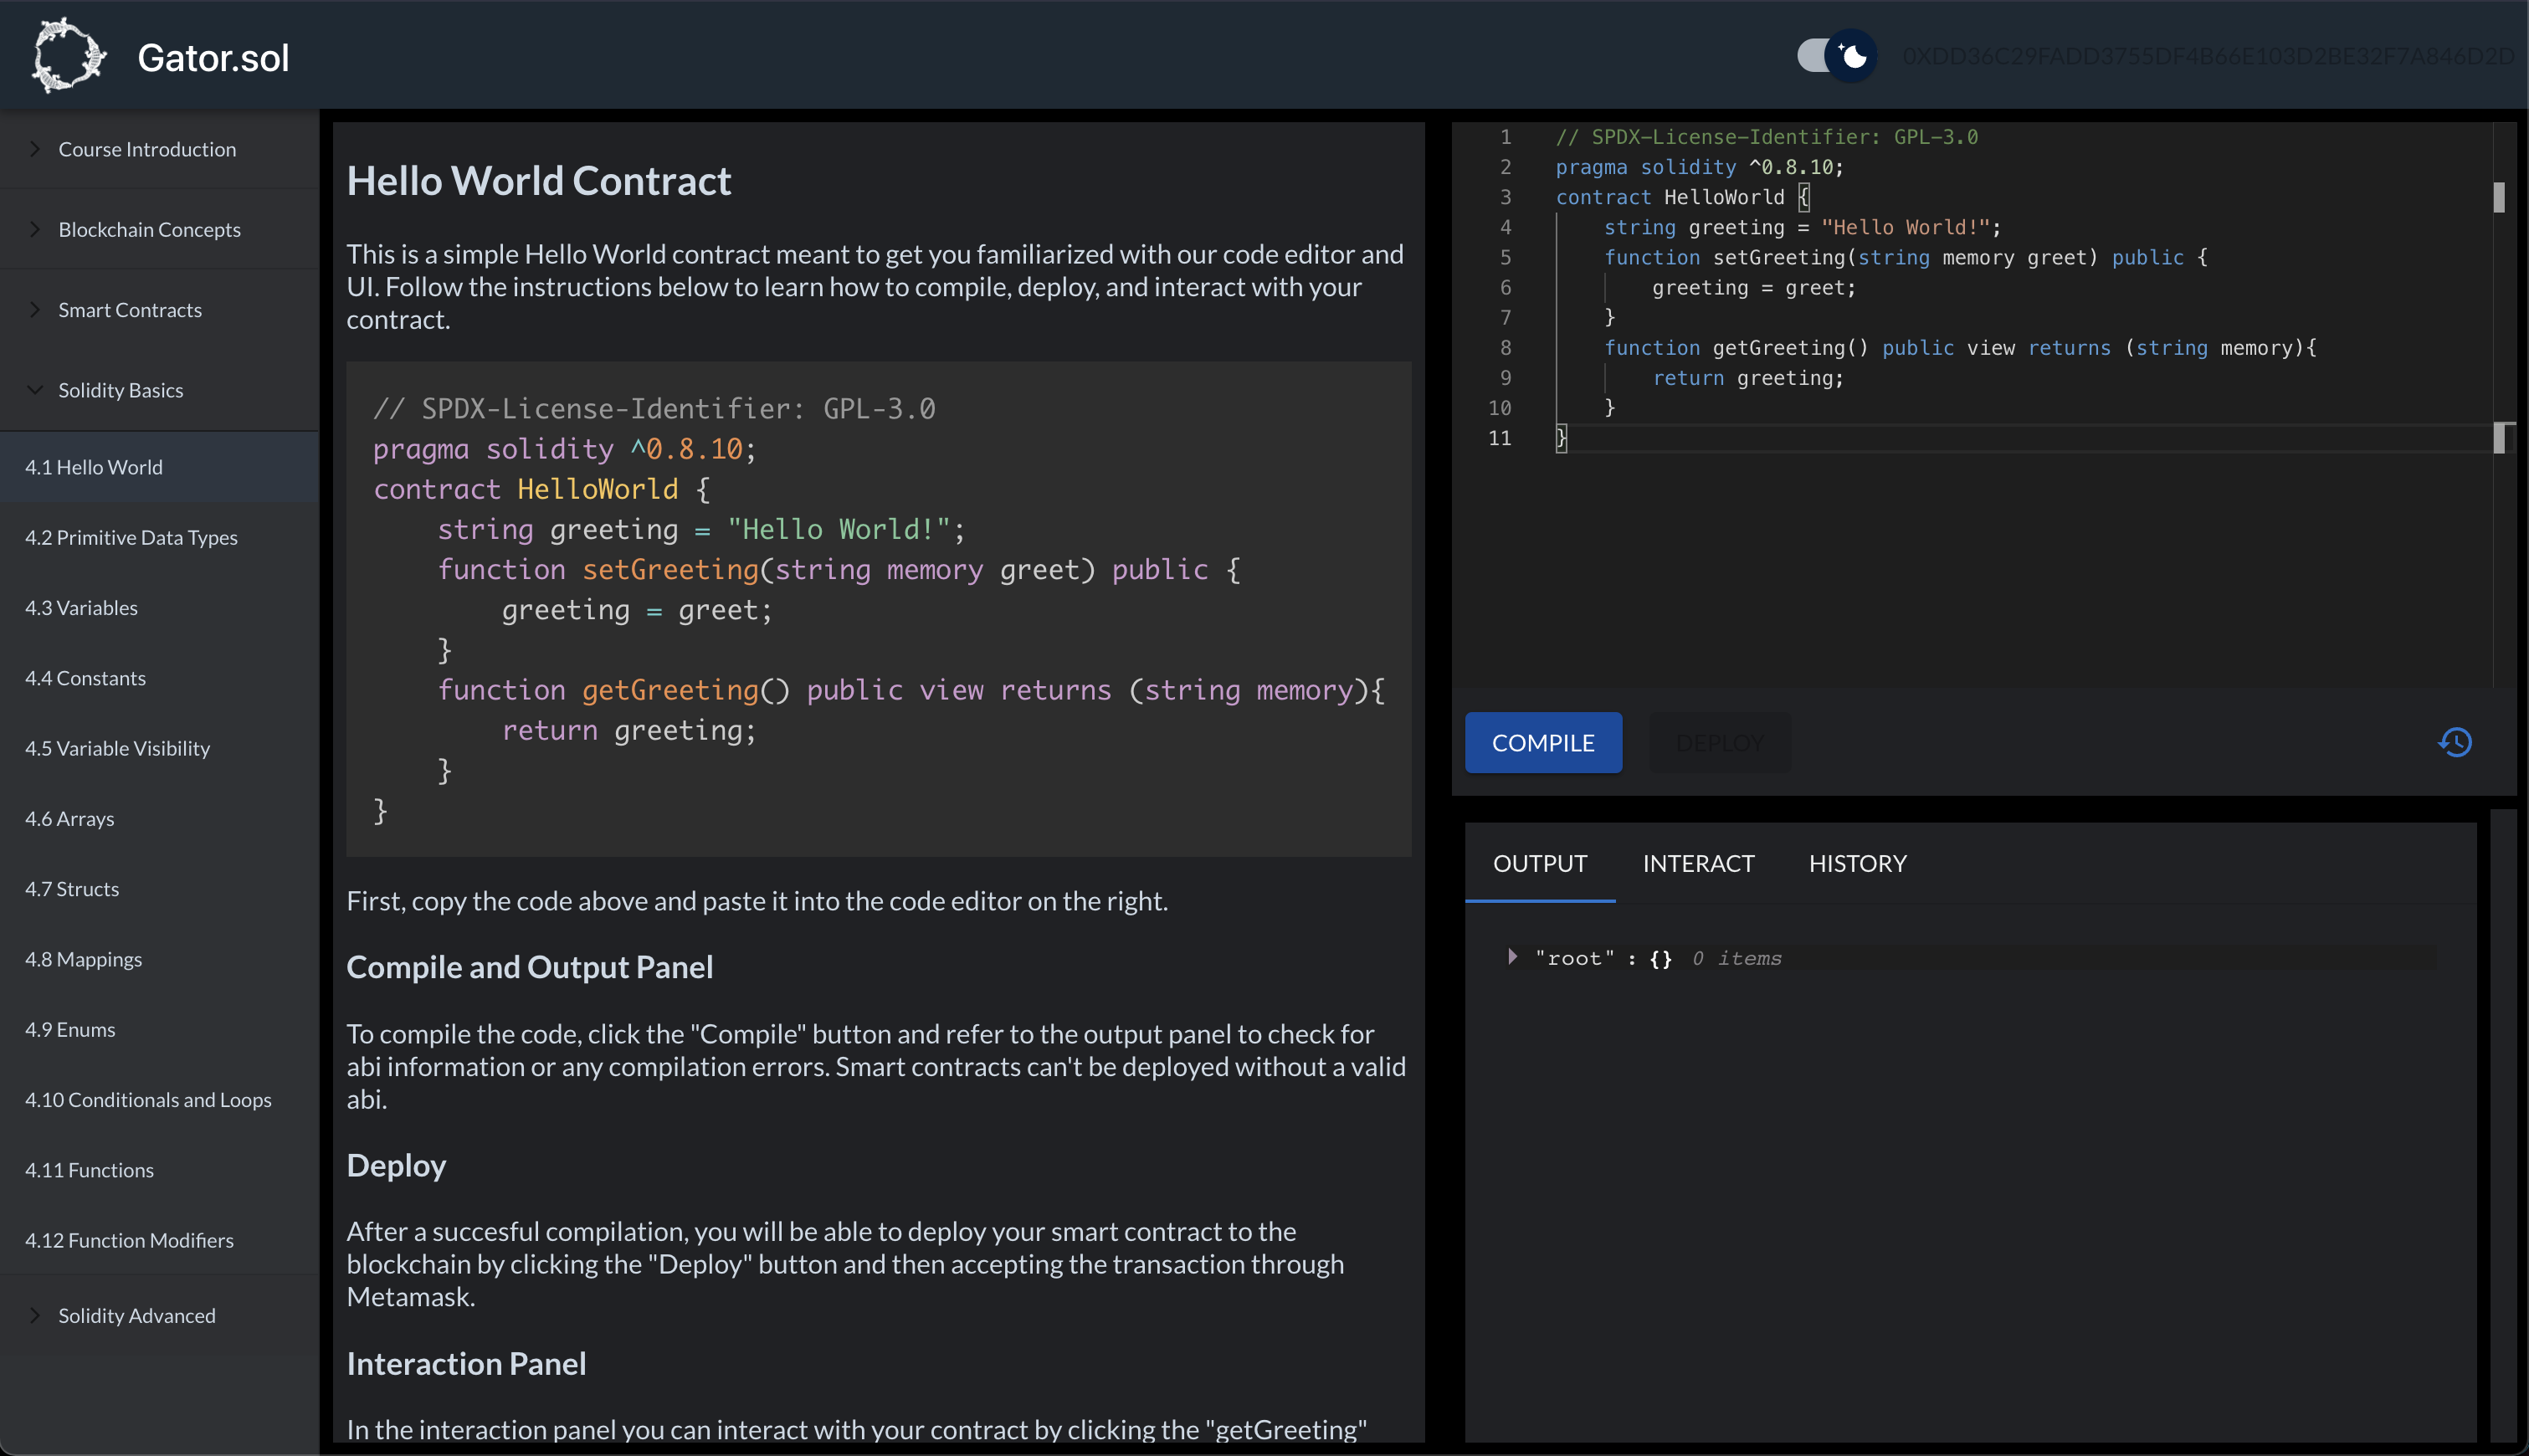 Gator.sol
0XDD36C29FADD3755DF4B66E103D2BE32F7A846D2D
Course Introduction
Blockchain Concepts
Smart Contracts
Solidity Basics
4.1 Hello World
4.2 Primitive Data Types
4.3 Variables
4.4 Constants
4.5 Variable Visibility
4.6 Arrays
4.7 Structs
4.8 Mappings
4.9 Enums
4.10 Conditionals and Loops
4.11 Functions
4.12 Function Modifiers
Solidity Advanced
Hello World Contract
This is a simple Hello World contract meant to get you familiarized with our code editor and
UI. Follow the instructions below to learn how to compile, deploy, and interact with your
contract.
// SPDX-License-Identifier: GPL-3.0
pragma solidity ^0.8.10;
contract HelloWorld {
    string greeting = "Hello World!";
    function setGreeting(string memory greet) public {
        greeting = greet;
    }
    function getGreeting() public view returns (string memory){
        return greeting;
    }
}
First, copy the code above and paste it into the code editor on the right.
Compile and Output Panel
To compile the code, click the "Compile" button and refer to the output panel to check for
abi information or any compilation errors. Smart contracts can't be deployed without a valid
abi.
Deploy
After a succesful compilation, you will be able to deploy your smart contract to the
blockchain by clicking the "Deploy" button and then accepting the transaction through
Metamask.
Interaction Panel
In the interaction panel you can interact with your contract by clicking the "getGreeting"
1 // SPDX-License-Identifier: GPL-3.0
2 pragma solidity ^0.8.10;
3 contract HelloWorld {
4     string greeting = "Hello World!";
5     function setGreeting(string memory greet) public {
6         greeting = greet;
7     }
8     function getGreeting() public view returns (string memory){
9         return greeting;
10     }
11 }
COMPILE DEPLOY
OUTPUT INTERACT HISTORY
"root" : {} 0 items